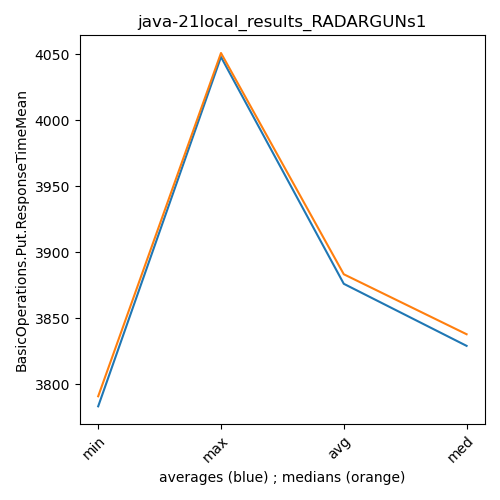 java-21local_results_RADARGUNs1
BasicOperations.Put.ResponseTimeMean
4050
4000
3950
3900
3850
3800
min
max
avg
med
averages (blue) ; medians (orange)